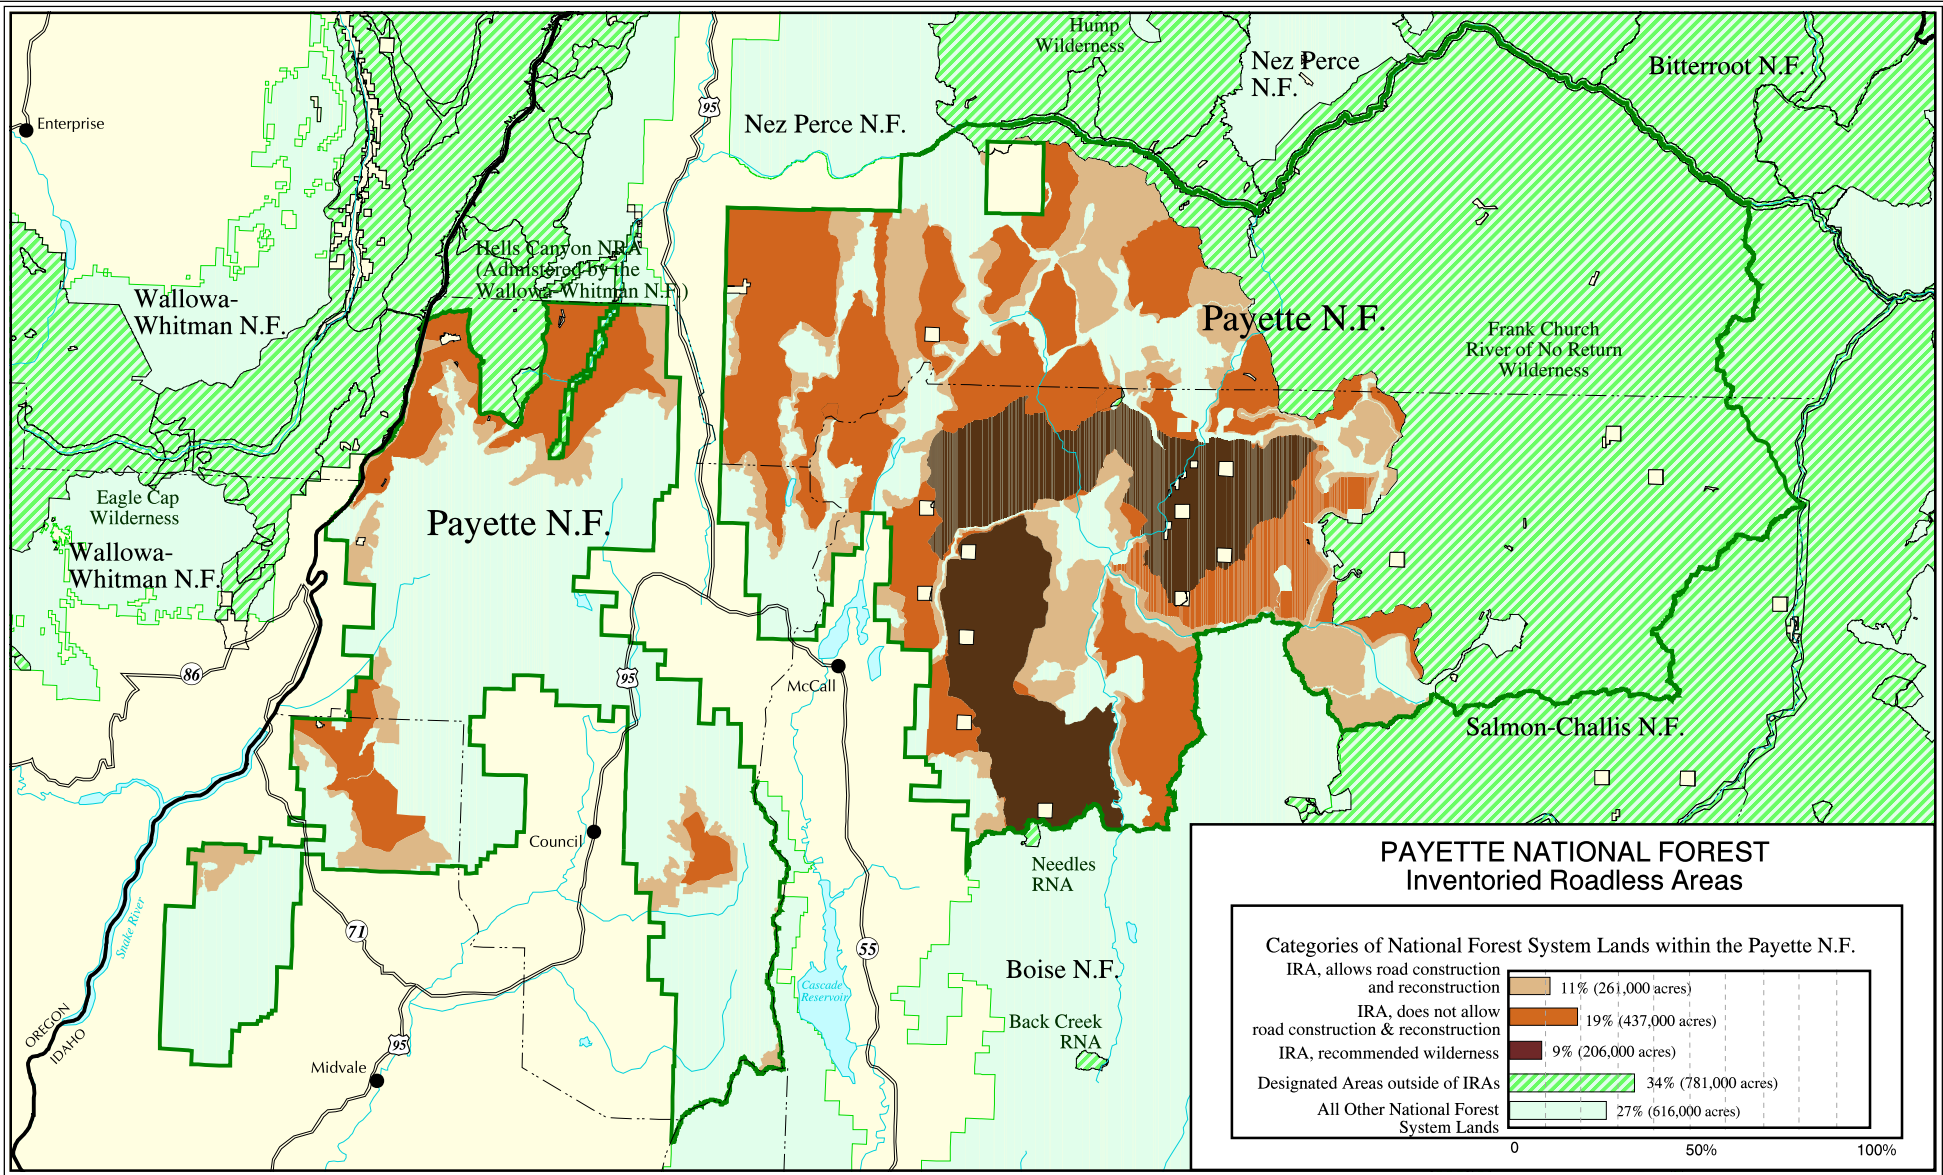 Hump
Wilderness
Nez Perce
N.F.
Bitterroot N.F.
95
Enterprise
Nez Perce N.F.
Hells Canyon NRA
(Admistered by the
Wallowa-Whitman N.F.)
Wallowa-
Whitman N.F.
Payette N.F.
Frank Church
River of No Return
Wilderness
Eagle Cap
Wilderness
Payette N.F.
Wallowa-
Whitman N.F.
86
95
McCall
Salmon-Challis N.F.
Council
Needles
RNA
Snake River
71
55
Boise N.F.
Cascade
Reservoir
Back Creek
RNA
OREGON
IDAHO
95
Midvale
PAYETTE NATIONAL FOREST
Inventoried Roadless Areas
Categories of National Forest System Lands within the Payette N.F.
IRA, allows road construction
and reconstruction
11% (261,000 acres)
IRA, does not allow
road construction & reconstruction
19% (437,000 acres)
IRA, recommended wilderness
9% (206,000 acres)
Designated Areas outside of IRAs
34% (781,000 acres)
All Other National Forest
System Lands
27% (616,000 acres)
0 50% 100%